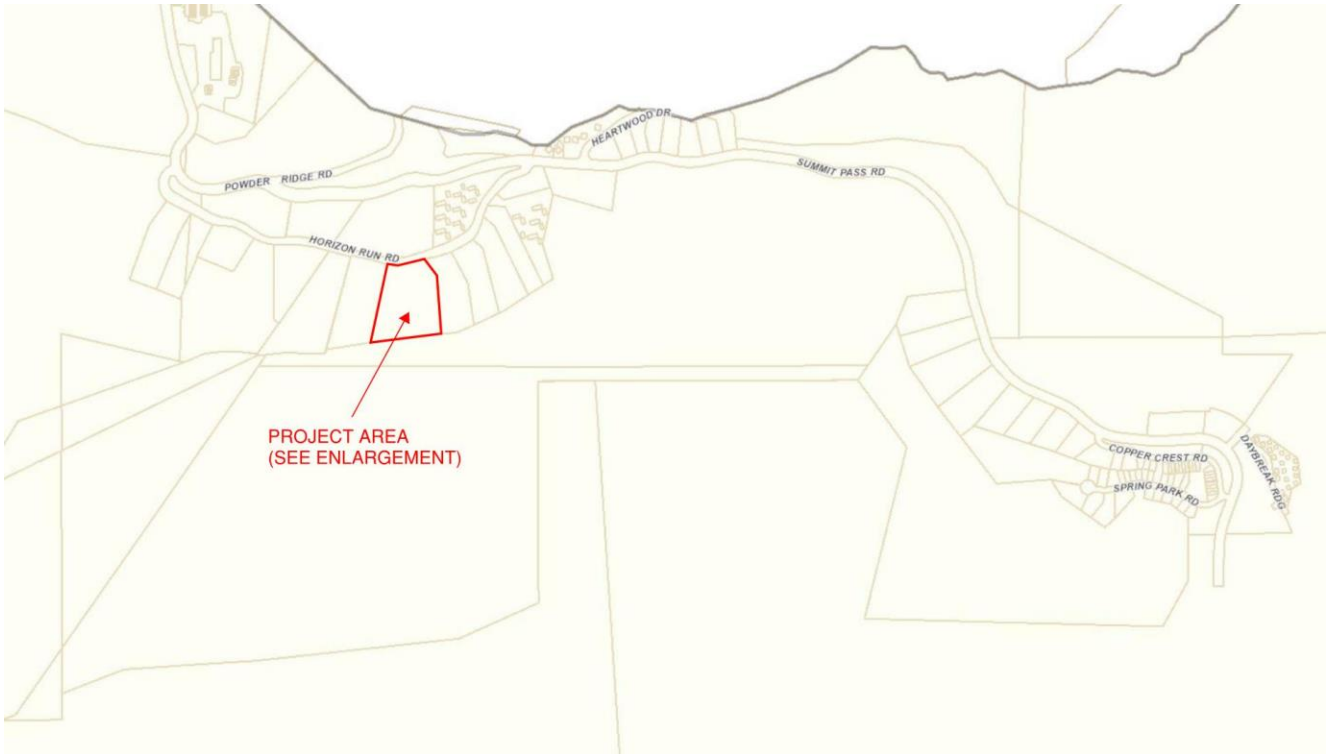 HEARTWOOD DR
SUMMIT PASS RD
POWDER RIDGE RD
HORIZON RUN RD
PROJECT AREA
(SEE ENLARGEMENT)
COPPER CREST RD
DAYBREAK RDG
SPRING PARK RD